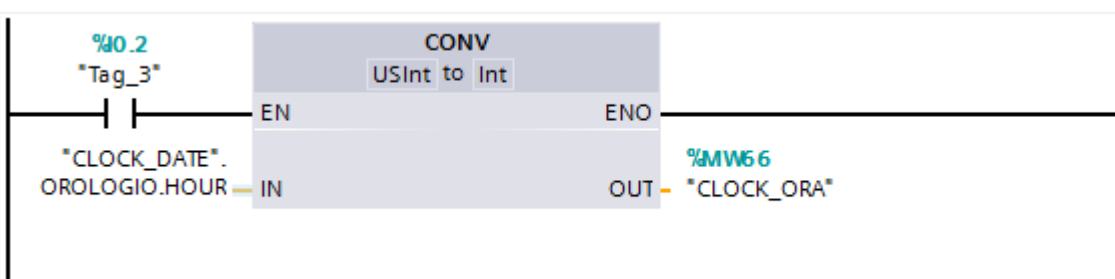 %I0.2
"Tag_3"
CONV
USInt to Int
EN
ENO
"CLOCK_DATE".
OROLOGIO.HOUR
IN
OUT
%MW66
"CLOCK_ORA"